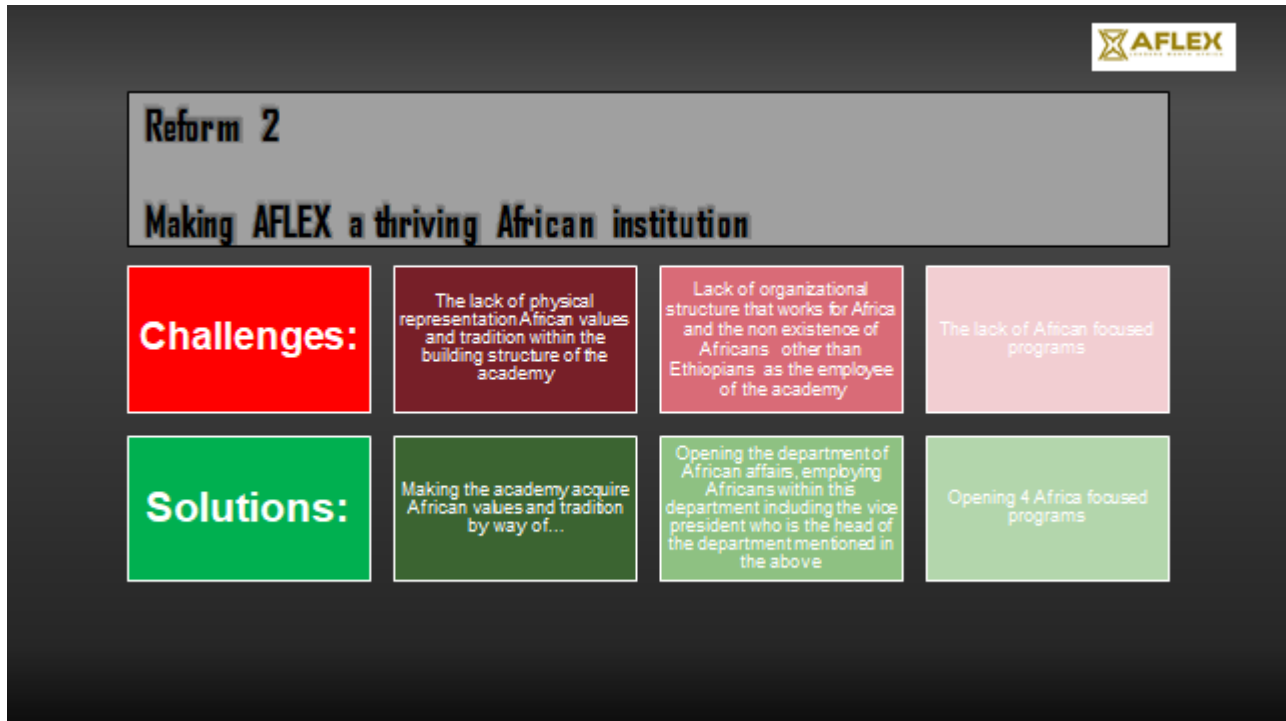 AFLEX
Reform 2
Making AFLEX a thriving African institution
Challenges:
The lack of physical
representation African values
and tradition within the
building structure of the
academy
Lack of organizational
structure that works for Africa
and the non existence of
Africans other than
Ethiopians as the employee
of the academy
The lack of African focused
programs
Solutions:
Making the academy acquire
African values and tradition
by way of…
Opening the department of
African affairs, employing
Africans within this
department including the vice
president who is the head of
the department mentioned in
the above
Opening 4 Africa focused
programs